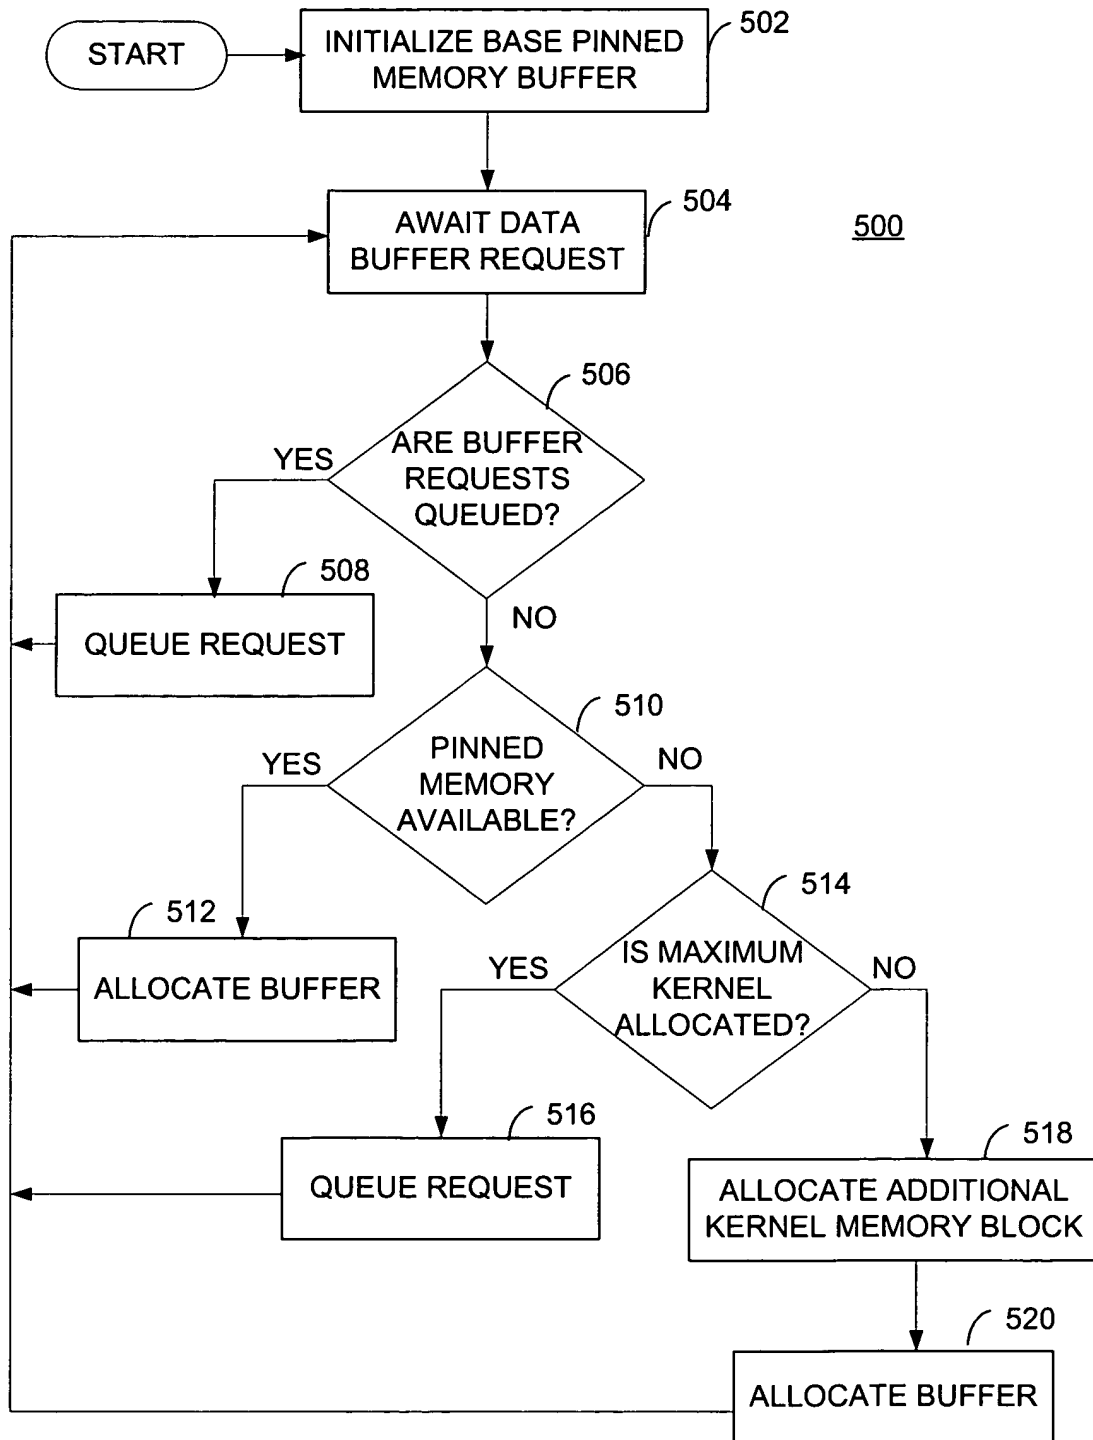 START
INITIALIZE BASE PINNED
MEMORY BUFFER
502
AWAIT DATA
BUFFER REQUEST
504
500
506
ARE BUFFER
REQUESTS
QUEUED?
YES
NO
508
QUEUE REQUEST
510
PINNED
MEMORY
AVAILABLE?
YES
NO
512
ALLOCATE BUFFER
514
IS MAXIMUM
KERNEL
ALLOCATED?
YES
NO
516
QUEUE REQUEST
518
ALLOCATE ADDITIONAL
KERNEL MEMORY BLOCK
520
ALLOCATE BUFFER